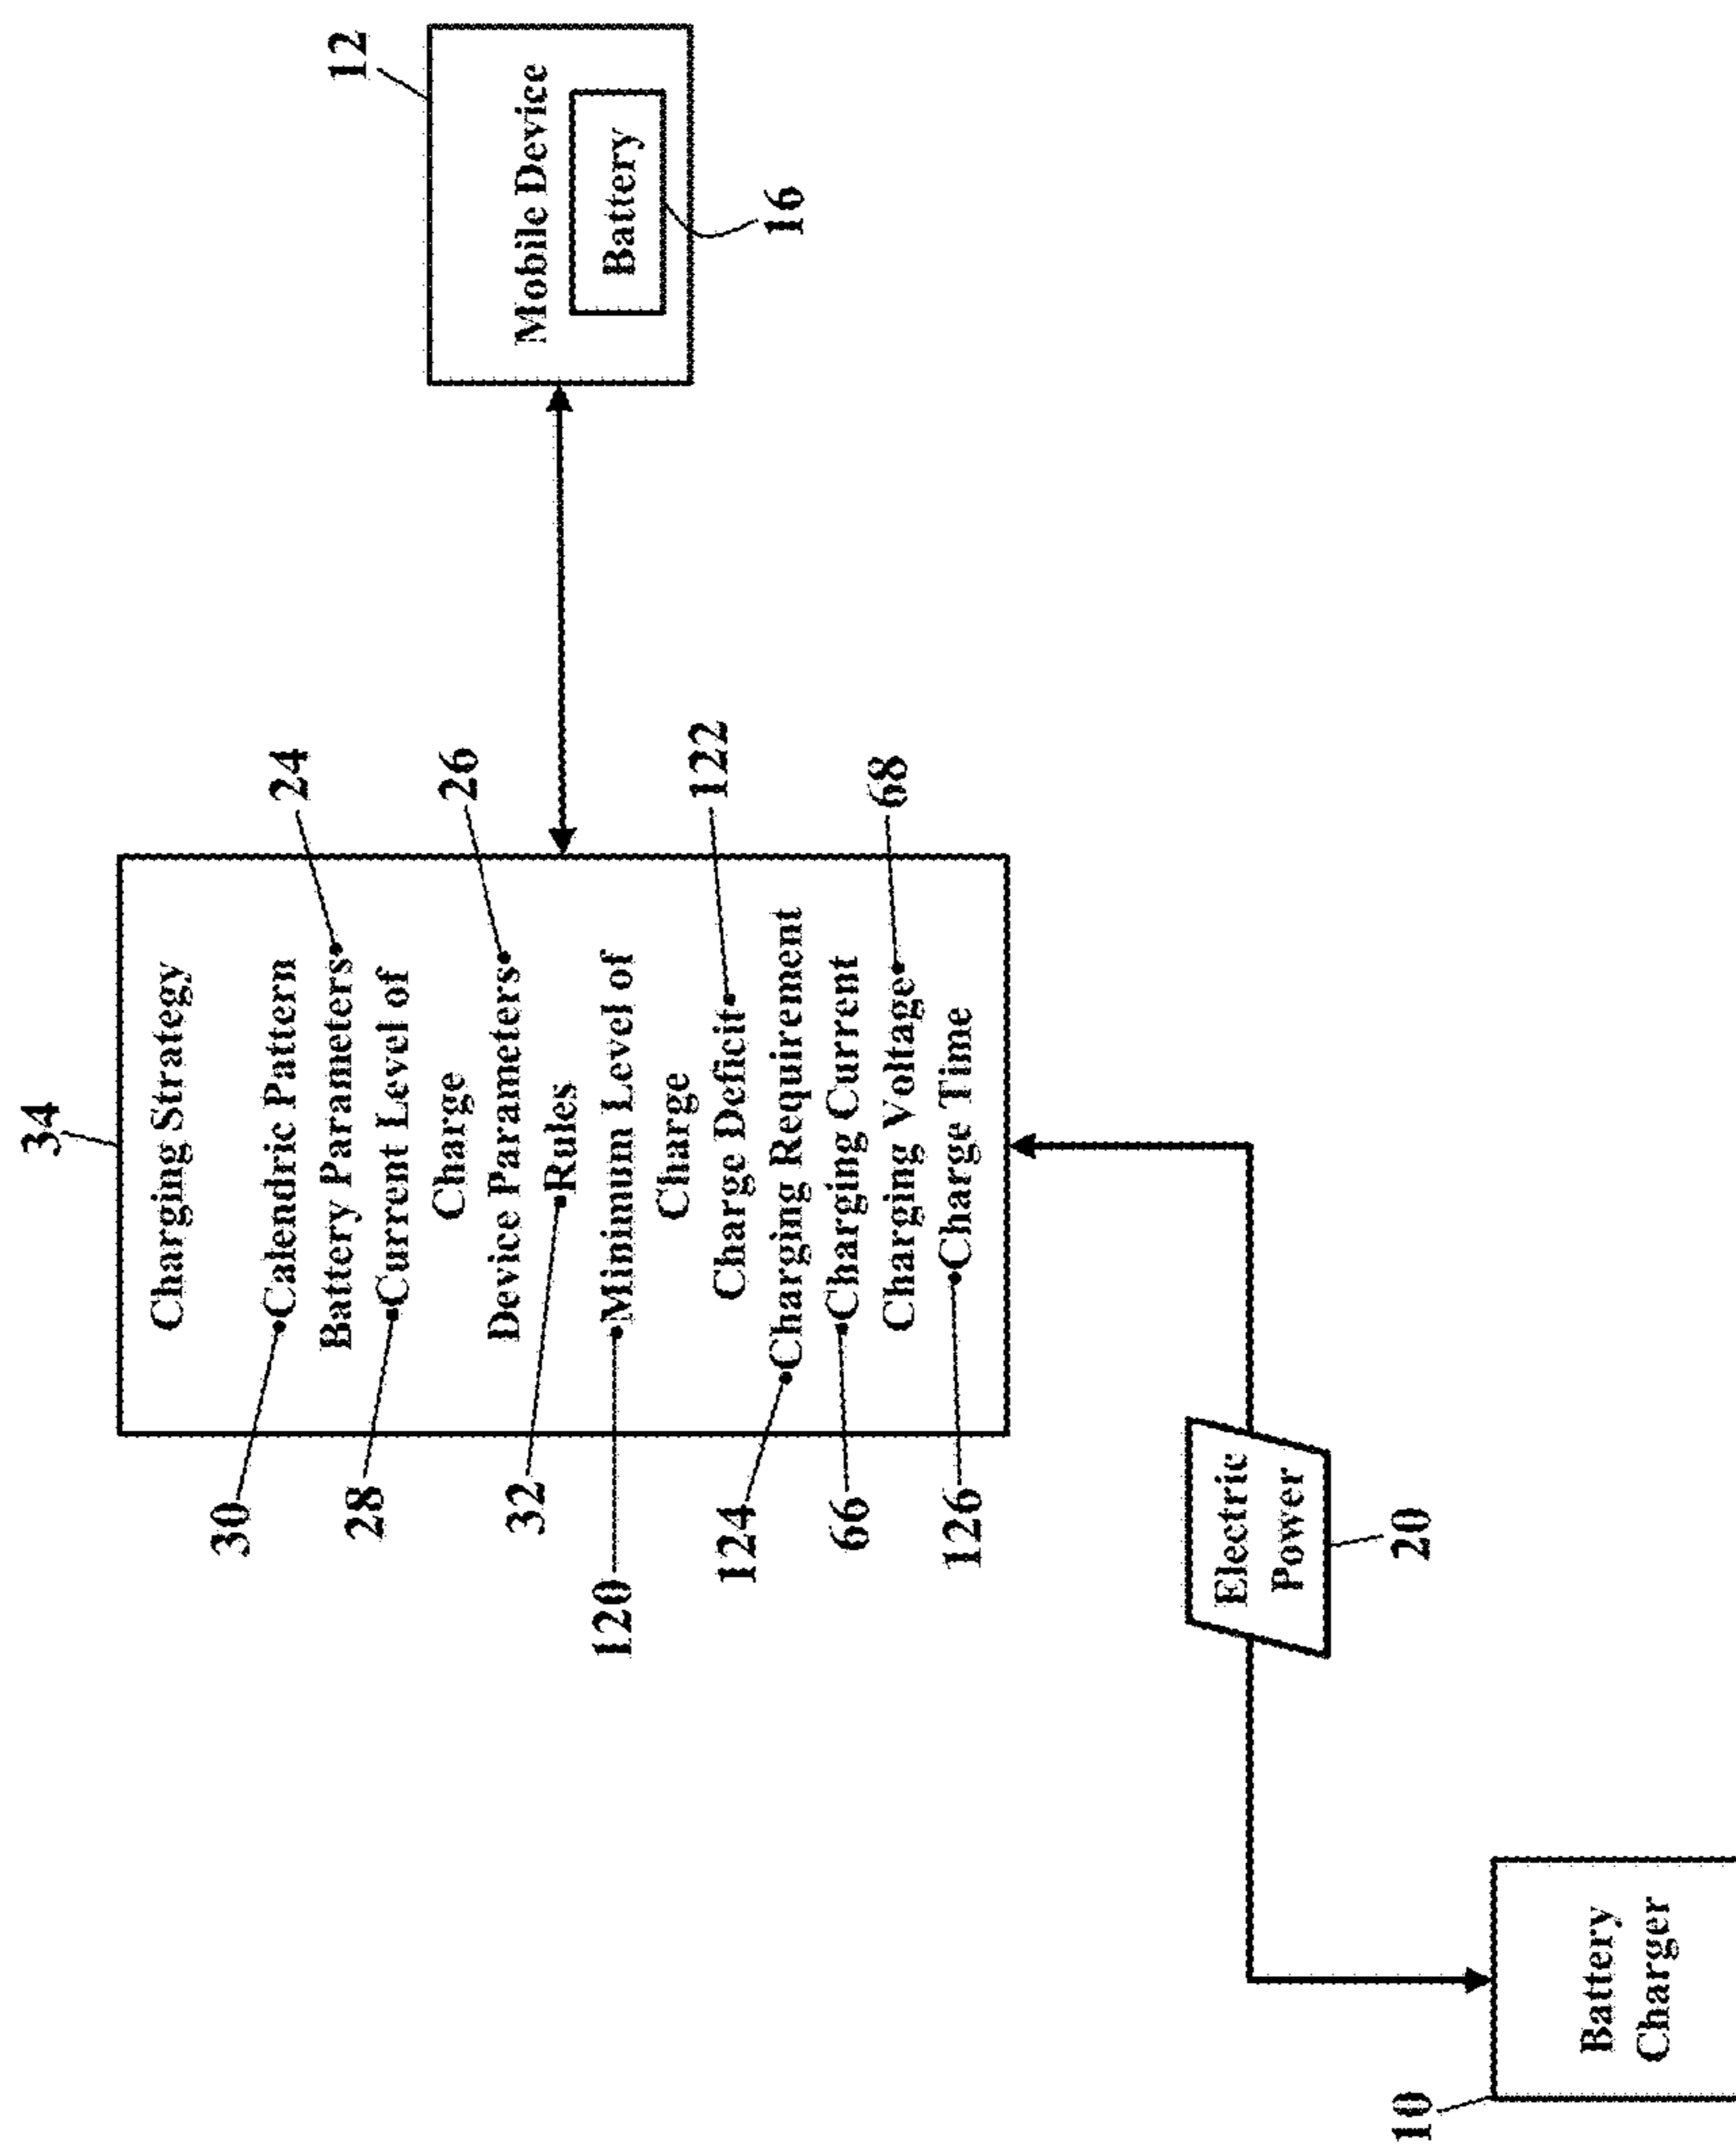 34
Charging Strategy
30
Calendric Pattern
24
Battery Parameters
28
Current Level of
Charge
26
Device Parameters
32
Rules
120
Minimum Level of
Charge
122
Charge Deficit
124
Charging Requirement
66
Charging Current
68
Charging Voltage
126
Charge Time
12
Mobile Device
Battery
16
Electric
Power
20
10
Battery
Charger